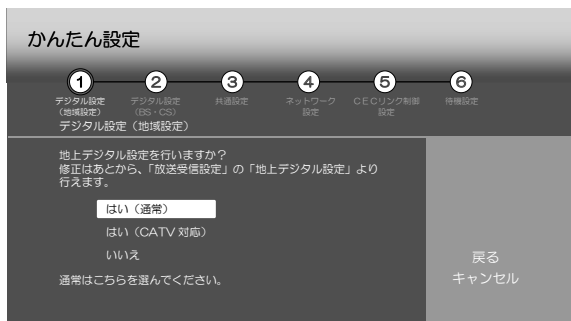 かんたん設定
1 2 3 4 5 6
デジタル設定 デジタル設定 共通設定 ネットワーク CECリンク制御 待機設定
(地域設定) (BS・CS) 設定 設定
デジタル設定(地域設定)
地上デジタル設定を行いますか?
修正はあとから、「放送受信設定」の「地上デジタル設定」より
行えます。
はい(通常)
はい(CATV 対応)
いいえ
通常はこちらを選んでください。
戻る
キャンセル